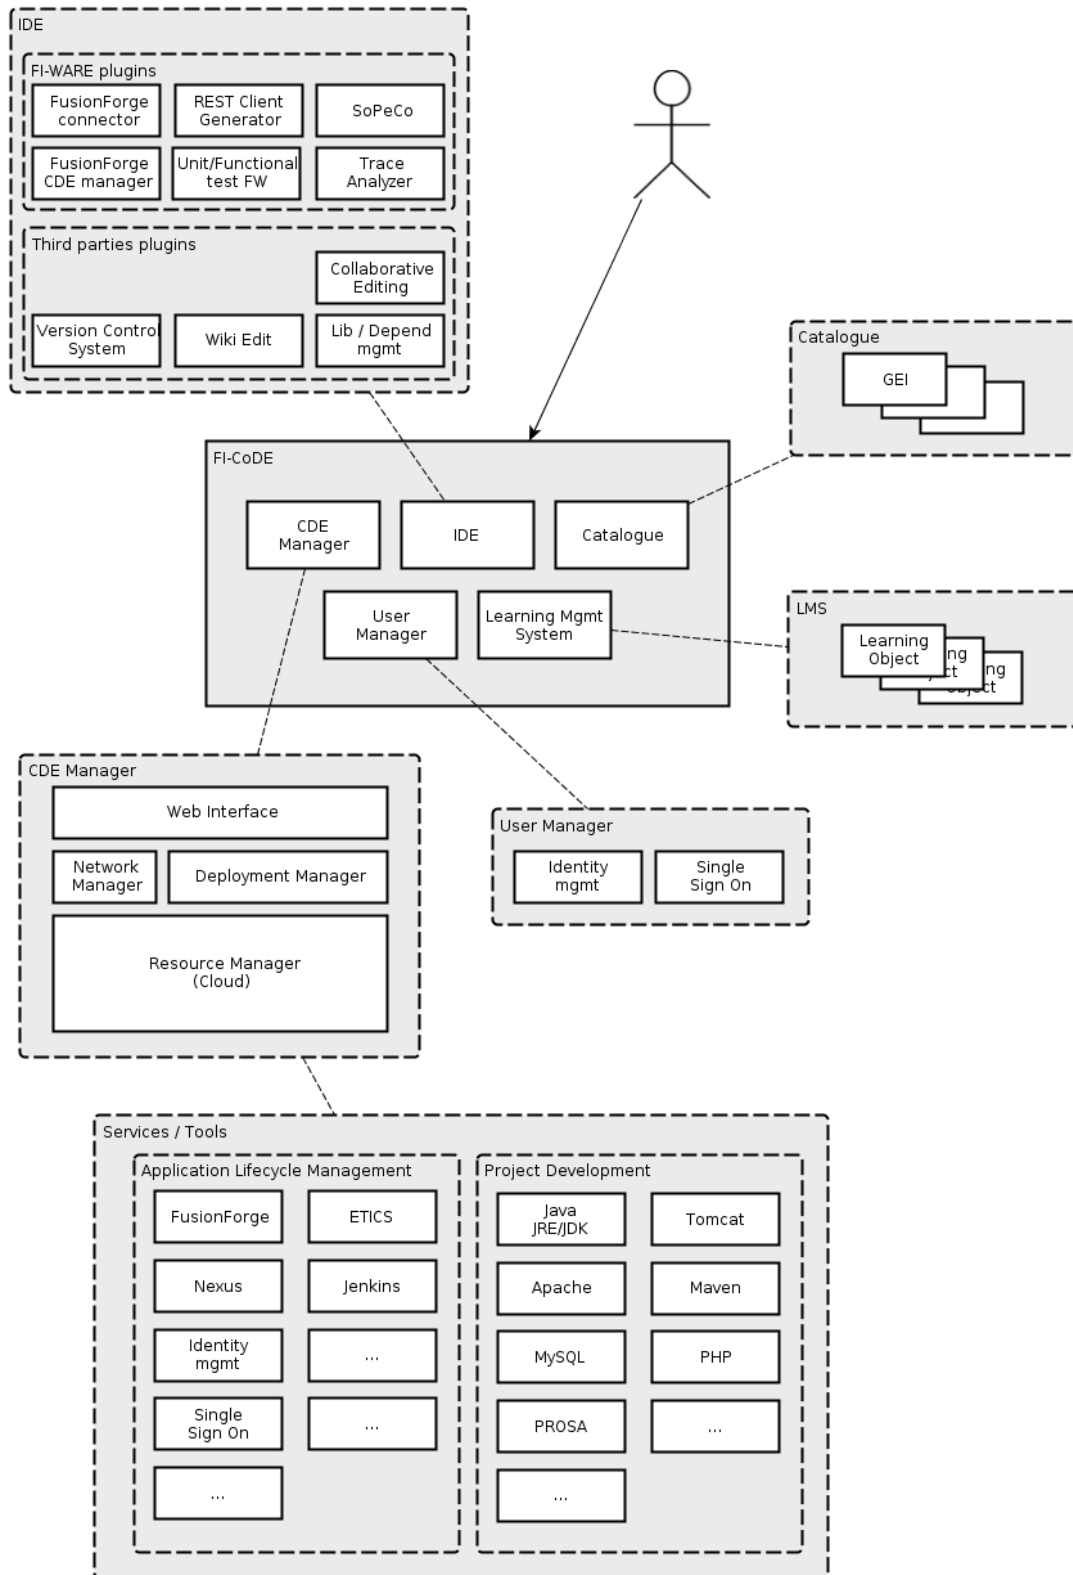 IDE
FI-WARE plugins
FusionForge
connector
REST Client
Generator
SoPeCo
FusionForge
CDE manager
Unit/Functional
test FW
Trace
Analyzer
Third parties plugins
Collaborative
Editing
Version Control
System
Wiki Edit
Lib / Depend
mgmt
Catalogue
GEI
FI-CoDE
CDE
Manager
IDE
Catalogue
User
Manager
Learning Mgmt
System
LMS
Learning
Object
ng
ject
ng
Object
CDE Manager
Web Interface
Network
Manager
Deployment Manager
Resource Manager
(Cloud)
User Manager
Identity
mgmt
Single
Sign On
Services / Tools
Application Lifecycle Management
FusionForge
ETICS
Nexus
Jenkins
Identity
mgmt
...
Single
Sign On
...
...
Project Development
Java
JRE/JDK
Tomcat
Apache
Maven
MySQL
PHP
PROSA
...
...